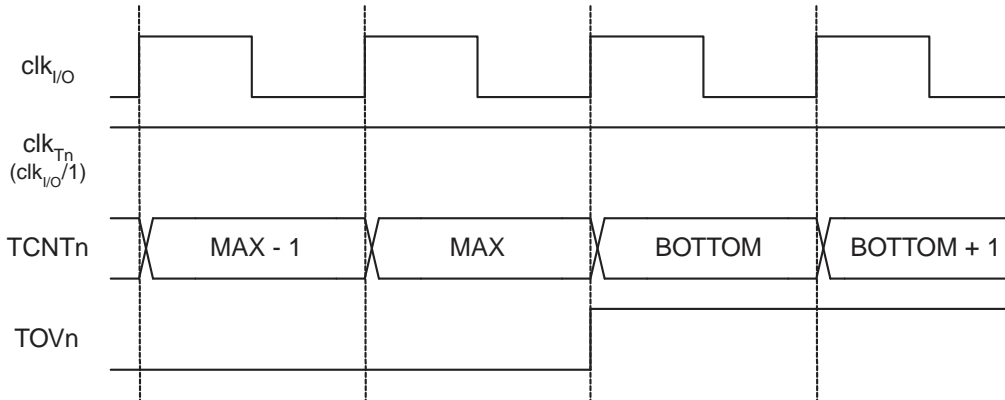 clkI/O
clkTn
(clkI/O/1)
TCNTn MAX - 1 MAX BOTTOM BOTTOM + 1
TOVn